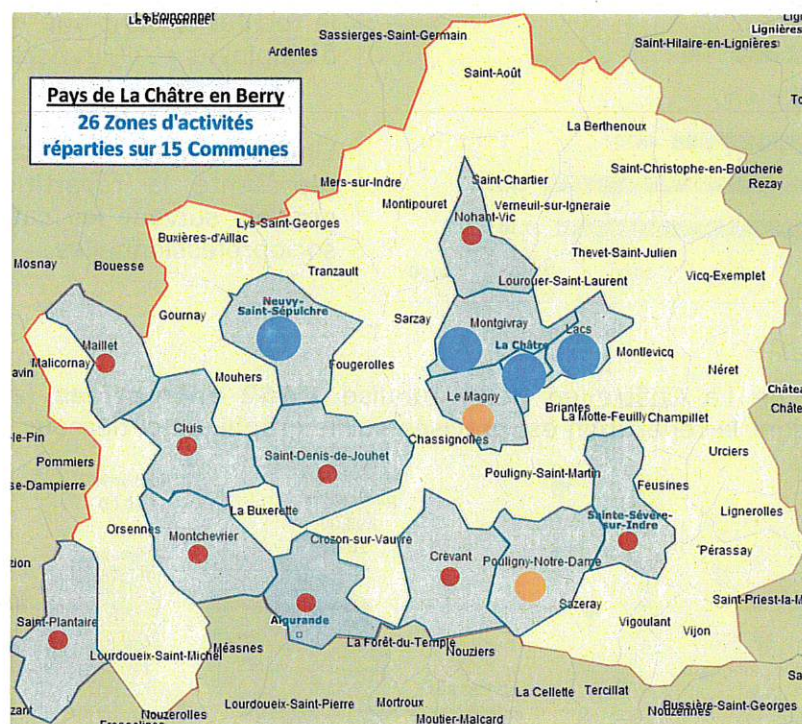 Le Poinçonnet
Sassierges-Saint-Germain
Lignières
Ardentes
Saint-Hilaire-en-Lignières
Saint-Août
Pays de La Châtre en Berry
26 Zones d'activités
réparties sur 15 Communes
La Berthenoux
Saint-Christophe-en-Boucherie
Rezay
Mers-sur-Indre
Saint-Chartier
Montipouret
Verneuil-sur-Igneraie
Nohant-Vic
Lys-Saint-Georges
Buxières-d'Aillac
Thevet-Saint-Julien
Mosnay
Bouesse
Tranzault
Vicq-Exemplet
Lourouer-Saint-Laurent
Neuvy-
Saint-Sépulchre
Gournay
Sarzay
Montgivray
Lacs
Maillet
La Châtre
Montlevicq
Malicornay
Fougerolles
Néret
Mouhers
Le Magny
Briantes
La Motte-Feuilly
Champillet
Cluis
Chassignolles
Urciers
Saint-Denis-de-Jouhet
Pommiers
Pouligny-Saint-Martin
Feusines
La Buxerette
Lignerolles
Sainte-Sévère-
sur-Indre
Orsennes
Montchevrier
Crozon-sur-Vauvre
Crevant
Pouligny-Notre-Dame
Pérassay
Sazeray
Saint-Plantaire
Aigurande
Vigoulant
Vijon
Lourdoueix-Saint-Michel
Méasnes
La Forêt-du-Temple
Nouziers
La Cellette
Tercillat
Lourdoueix-Saint-Pierre
Mortroux
Bussière-Saint-Georges
Nouzerolles
Moutier-Malcard